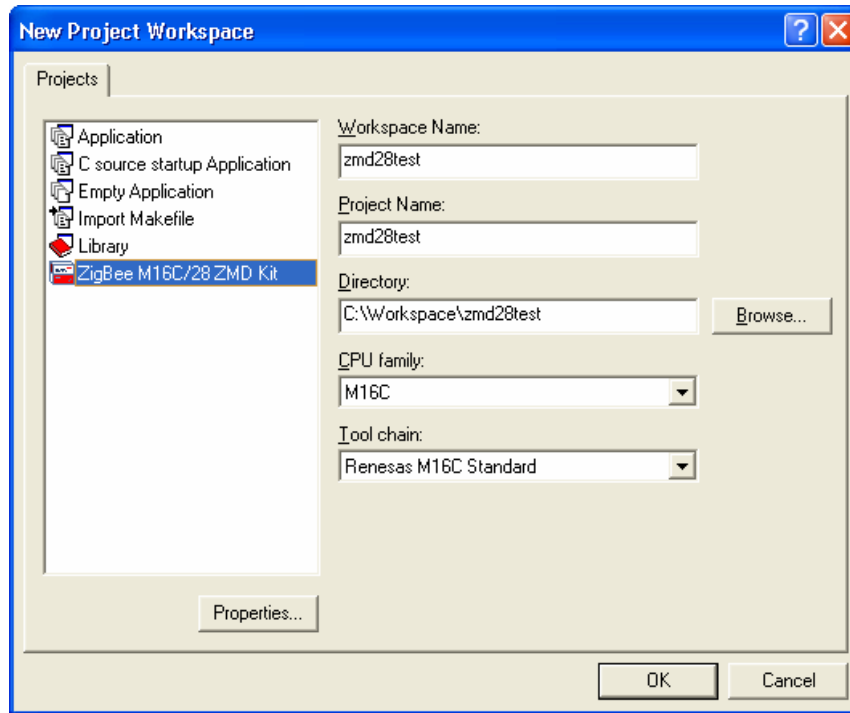 New Project Workspace
Projects
Application
C source startup Application
Empty Application
Import Makefile
Library
ZigBee M16C/28 ZMD Kit
Properties...
Workspace Name:
zmd28test
Project Name:
zmd28test
Directory:
C:\Workspace\zmd28test
Browse...
CPU family:
M16C
Tool chain:
Renesas M16C Standard
OK
Cancel